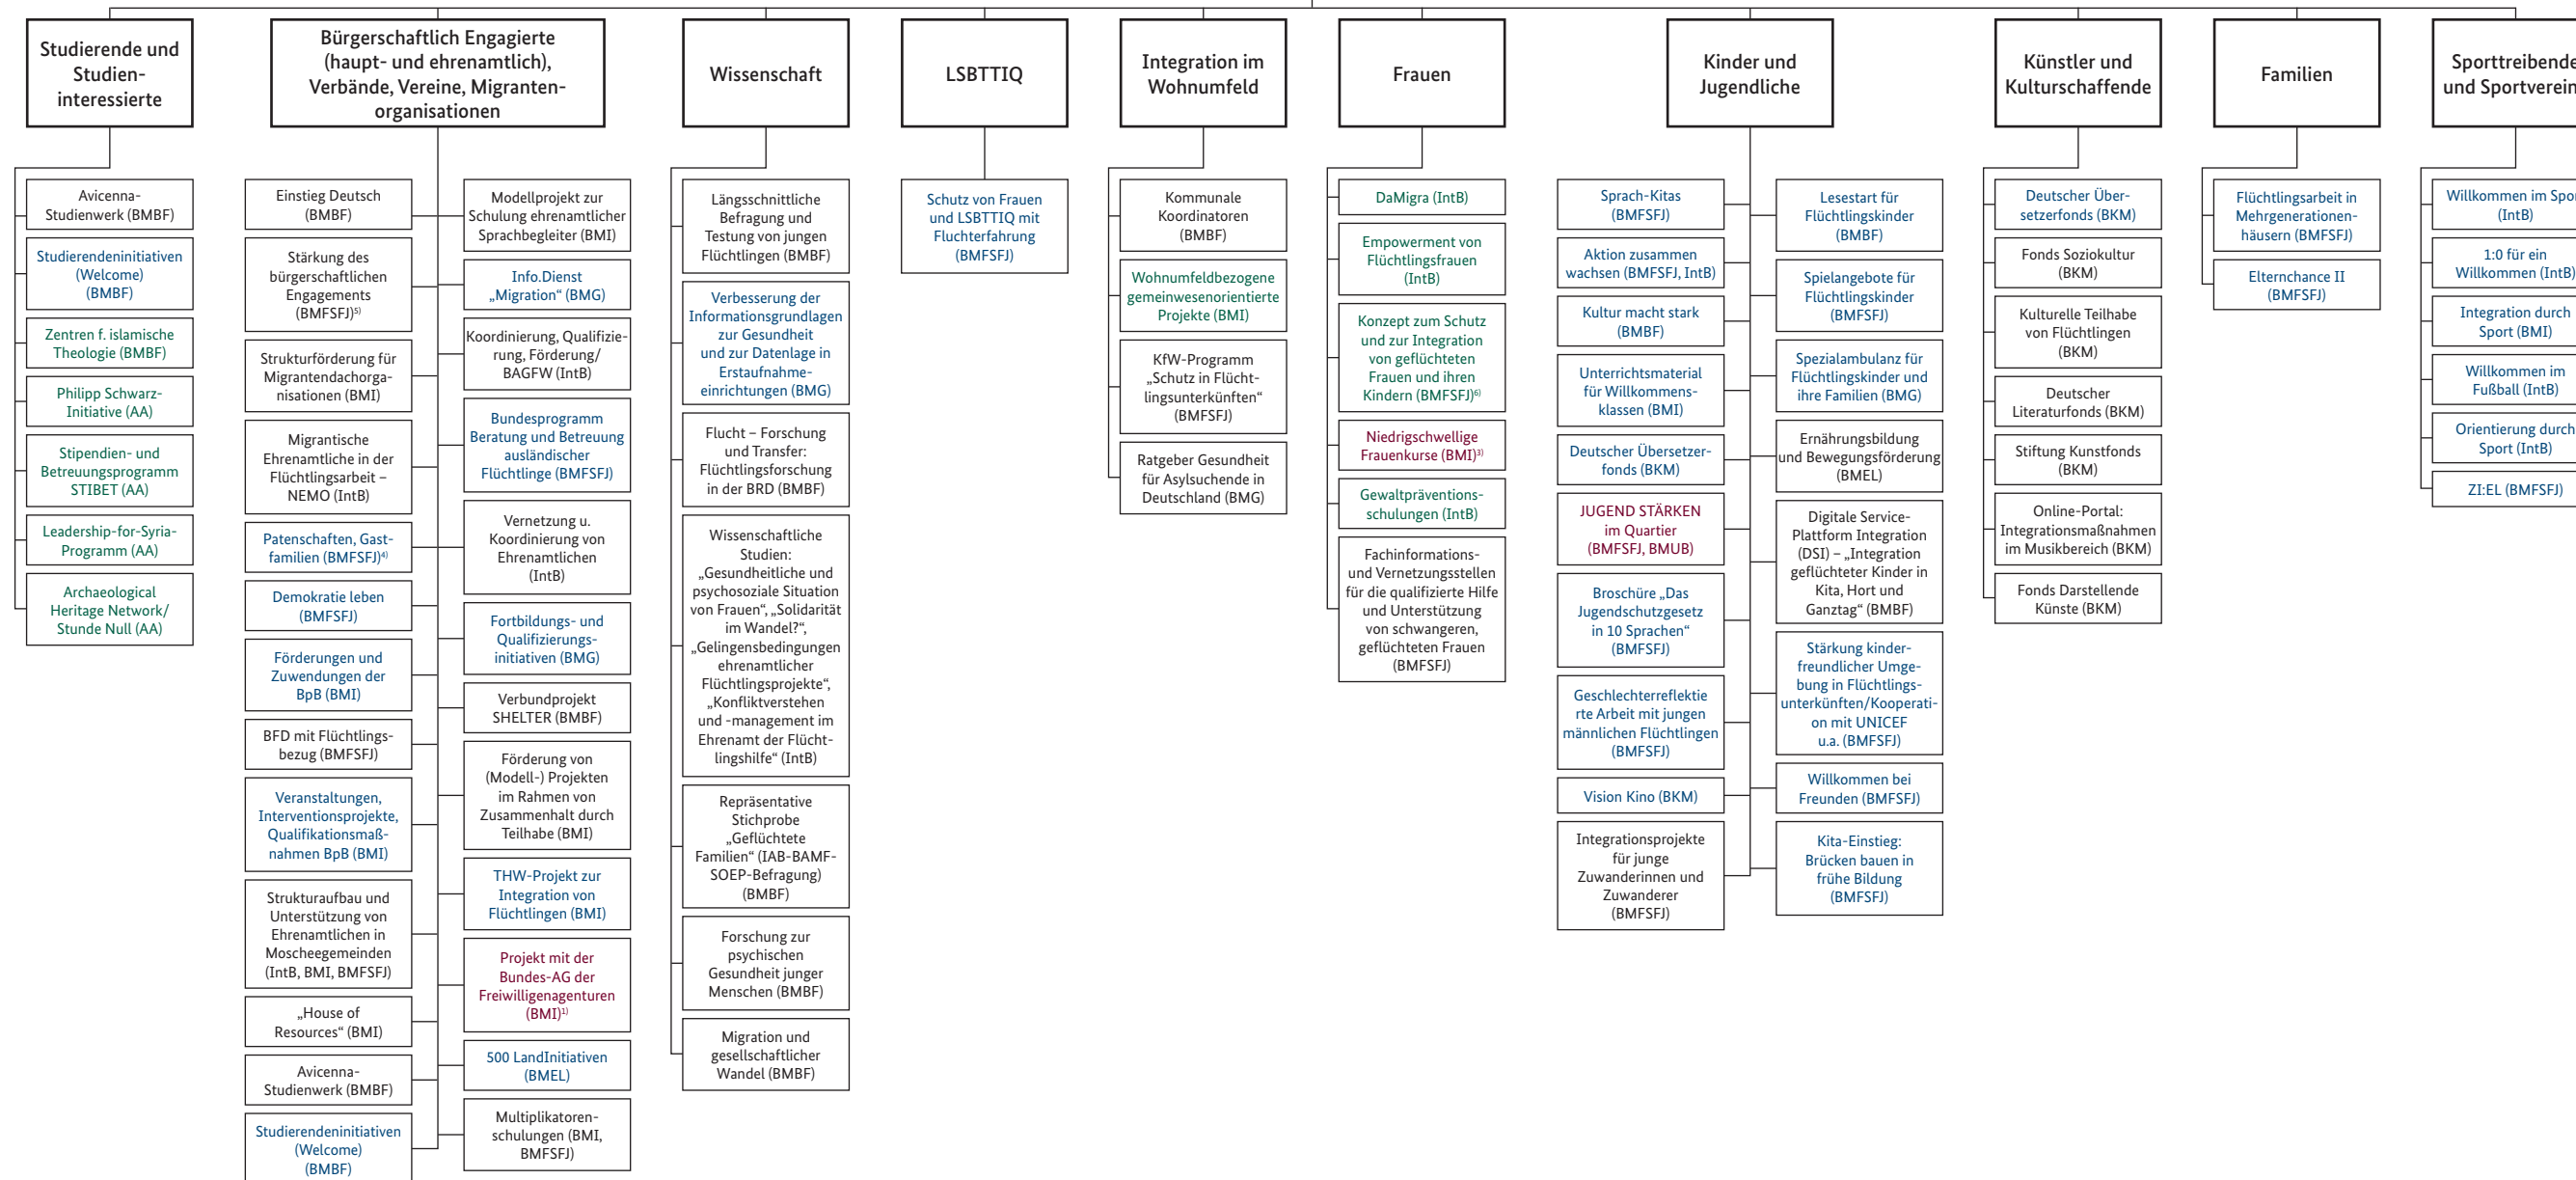 Studierende und
Studien-
interessierte
Avicenna-
Studienwerk (BMBF)
Studierendeninitiativen
(Welcome)
(BMBF)
Zentren f. islamische
Theologie (BMBF)
Philipp Schwarz-
Initiative (AA)
Stipendien- und
Betreuungsprogramm
STIBET (AA)
Leadership-for-Syria-
Programm (AA)
Archaeological
Heritage Network/
Stunde Null (AA)
Bürgerschaftlich Engagierte
(haupt- und ehrenamtlich),
Verbände, Vereine, Migranten-
organisationen
Einstieg Deutsch
(BMBF)
Stärkung des
bürgerschaftlichen
Engagements
(BMFSFJ)⁵⁾
Strukturförderung für
Migrantendachorga-
nisationen (BMI)
Migrantische
Ehrenamtliche in der
Flüchtlingsarbeit –
NEMO (IntB)
Patenschaften, Gast-
familien (BMFSFJ)⁴⁾
Demokratie leben
(BMFSFJ)
Förderungen und
Zuwendungen der
BpB (BMI)
BFD mit Flüchtlings-
bezug (BMFSFJ)
Veranstaltungen,
Interventionsprojekte,
Qualifikationsmaß-
nahmen BpB (BMI)
Strukturaufbau und
Unterstützung von
Ehrenamtlichen in
Moscheegemeinden
(IntB, BMI, BMFSFJ)
„House of
Resources“ (BMI)
Avicenna-
Studienwerk (BMBF)
Studierendeninitiativen
(Welcome)
(BMBF)
Modellprojekt zur
Schulung ehrenamtlicher
Sprachbegleiter (BMI)
Info.Dienst
„Migration“ (BMG)
Koordinierung, Qualifizie-
rung, Förderung/
BAGFW (IntB)
Bundesprogramm
Beratung und Betreuung
ausländischer
Flüchtlinge (BMFSFJ)
Vernetzung u.
Koordinierung von
Ehrenamtlichen
(IntB)
Fortbildungs- und
Qualifizierungs-
initiativen (BMG)
Verbundprojekt
SHELTER (BMBF)
Förderung von
(Modell-) Projekten
im Rahmen von
Zusammenhalt durch
Teilhabe (BMI)
THW-Projekt zur
Integration von
Flüchtlingen (BMI)
Projekt mit der
Bundes-AG der
Freiwilligenagenturen
(BMI)¹⁾
500 LandInitiativen
(BMEL)
Multiplikatoren-
schulungen (BMI,
BMFSFJ)
Wissenschaft
Längsschnittliche
Befragung und
Testung von jungen
Flüchtlingen (BMBF)
Verbesserung der
Informationsgrundlagen
zur Gesundheit
und zur Datenlage in
Erstaufnahme-
einrichtungen (BMG)
Flucht – Forschung
und Transfer:
Flüchtlingsforschung
in der BRD (BMBF)
Wissenschaftliche
Studien:
„Gesundheitliche und
psychosoziale Situation
von Frauen“, „Solidarität
im Wandel?“,
„Gelingensbedingungen
ehrenamtlicher
Flüchtlingsprojekte“,
„Konfliktverstehen
und -management im
Ehrenamt der Flücht-
lingshilfe“ (IntB)
Repräsentative
Stichprobe
„Geflüchtete
Familien“ (IAB-BAMF-
SOEP-Befragung)
(BMBF)
Forschung zur
psychischen
Gesundheit junger
Menschen (BMBF)
Migration und
gesellschaftlicher
Wandel (BMBF)
LSBTTIQ
Schutz von Frauen
und LSBTTIQ mit
Fluchterfahrung
(BMFSFJ)
Integration im
Wohnumfeld
Kommunale
Koordinatoren
(BMBF)
Wohnumfeldbezogene
gemeinwesenorientierte
Projekte (BMI)
KfW-Programm
„Schutz in Flücht-
lingsunterkünften“
(BMFSFJ)
Ratgeber Gesundheit
für Asylsuchende in
Deutschland (BMG)
Frauen
DaMigra (IntB)
Empowerment von
Flüchtlingsfrauen
(IntB)
Konzept zum Schutz
und zur Integration
von geflüchteten
Frauen und ihren
Kindern (BMFSFJ)⁶⁾
Niedrigschwellige
Frauenkurse (BMI)³⁾
Gewaltpräventions-
schulungen (IntB)
Fachinformations-
und Vernetzungsstellen
für die qualifizierte Hilfe
und Unterstützung
von schwangeren,
geflüchteten Frauen
(BMFSFJ)
Kinder und
Jugendliche
Sprach-Kitas
(BMFSFJ)
Aktion zusammen
wachsen (BMFSFJ, IntB)
Kultur macht stark
(BMBF)
Unterrichtsmaterial
für Willkommens-
klassen (BMI)
Deutscher Übersetzer-
fonds (BKM)
JUGEND STÄRKEN
im Quartier
(BMFSFJ, BMUB)
Broschüre „Das
Jugendschutzgesetz
in 10 Sprachen“
(BMFSFJ)
Geschlechterreflektie
rte Arbeit mit jungen
männlichen Flüchtlingen
(BMFSFJ)
Vision Kino (BKM)
Integrationsprojekte
für junge
Zuwanderinnen und
Zuwanderer
(BMFSFJ)
Lesestart für
Flüchtlingskinder
(BMBF)
Spielangebote für
Flüchtlingskinder
(BMFSFJ)
Spezialambulanz für
Flüchtlingskinder und
ihre Familien (BMG)
Ernährungsbildung
und Bewegungsförderung
(BMEL)
Digitale Service-
Plattform Integration
(DSI) – „Integration
geflüchteter Kinder in
Kita, Hort und
Ganztag“ (BMBF)
Stärkung kinder-
freundlicher Umge-
bung in Flüchtlings-
unterkünften/Kooperati-
on mit UNICEF
u.a. (BMFSFJ)
Willkommen bei
Freunden (BMFSFJ)
Kita-Einstieg:
Brücken bauen in
frühe Bildung
(BMFSFJ)
Künstler und
Kulturschaffende
Deutscher Über-
setzerfonds (BKM)
Fonds Soziokultur
(BKM)
Kulturelle Teilhabe
von Flüchtlingen
(BKM)
Deutscher
Literaturfonds (BKM)
Stiftung Kunstfonds
(BKM)
Online-Portal:
Integrationsmaßnahmen
im Musikbereich (BKM)
Fonds Darstellende
Künste (BKM)
Familien
Flüchtlingsarbeit in
Mehrgenerationen-
häusern (BMFSFJ)
Elternchance II
(BMFSFJ)
Sporttreibende
und Sportverein
Willkommen im Spor
(IntB)
1:0 für ein
Willkommen (IntB)
Integration durch
Sport (BMI)
Willkommen im
Fußball (IntB)
Orientierung durch
Sport (IntB)
ZI:EL (BMFSFJ)